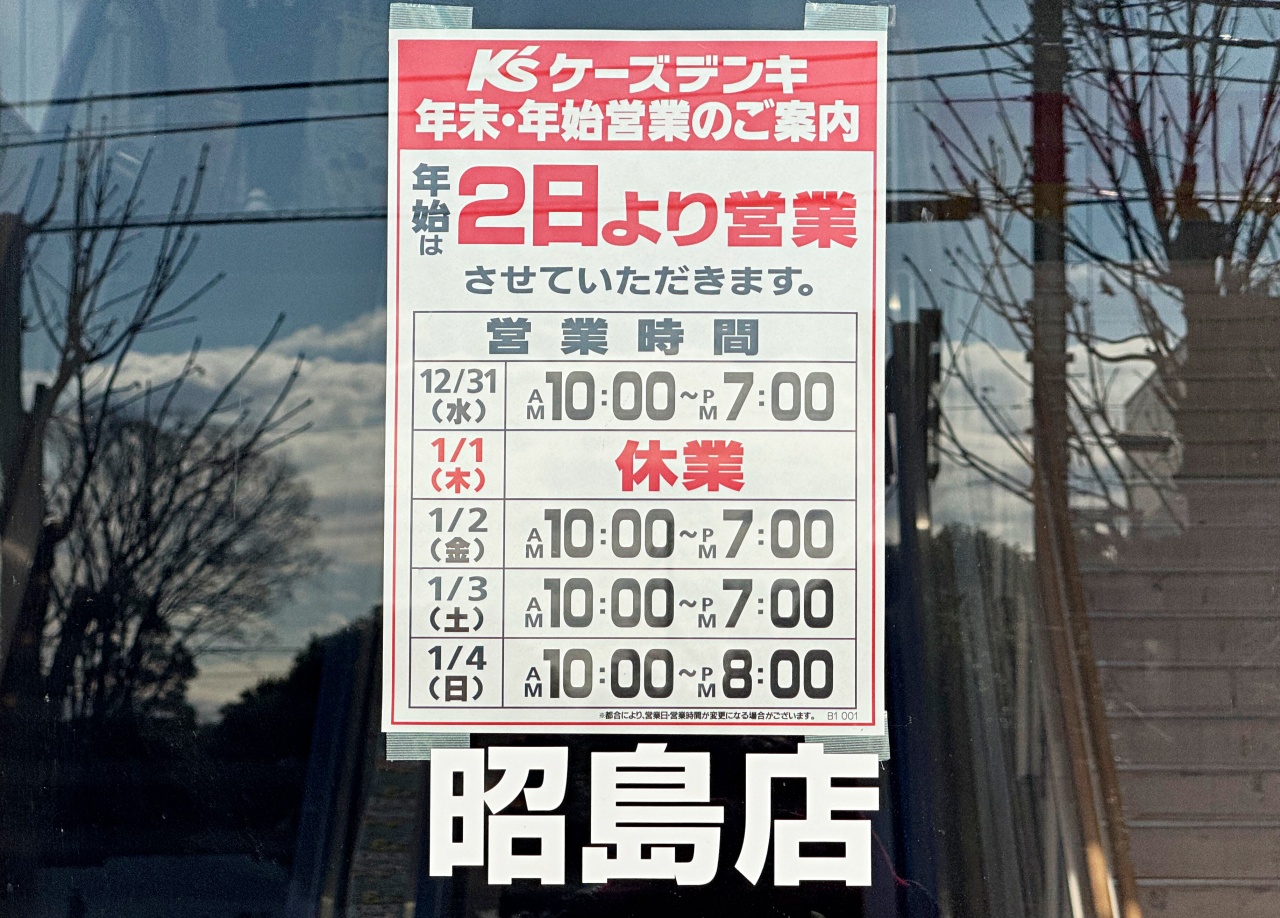 K's ケーズデンキ
年末・年始営業のご案内
年始は 2日より営業
させていただきます。
営業時間
12/31(水) AM10:00~PM7:00
1/1(木) 休業
1/2(金) AM10:00~PM7:00
1/3(土) AM10:00~PM7:00
1/4(日) AM10:00~PM8:00
※都合により、営業日・営業時間が変更になる場合がございます。 B1 001
昭島店